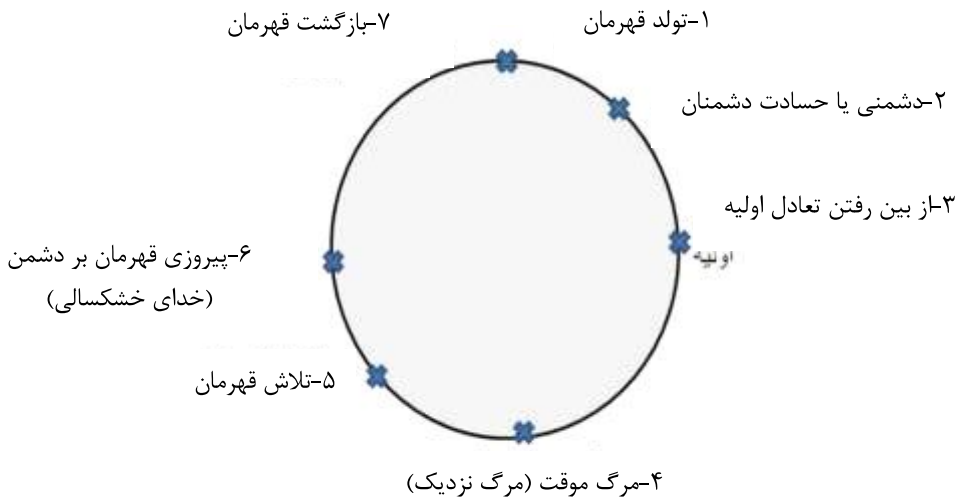 ۱-تولد قهرمان
۲-دشمنی یا حسادت دشمنان
۳-از بین رفتن تعادل اولیه
۴-مرگ موقت (مرگ نزدیک)
۵-تلاش قهرمان
۶-پیروزی قهرمان بر دشمن
(خدای خشکسالی)
۷-بازگشت قهرمان